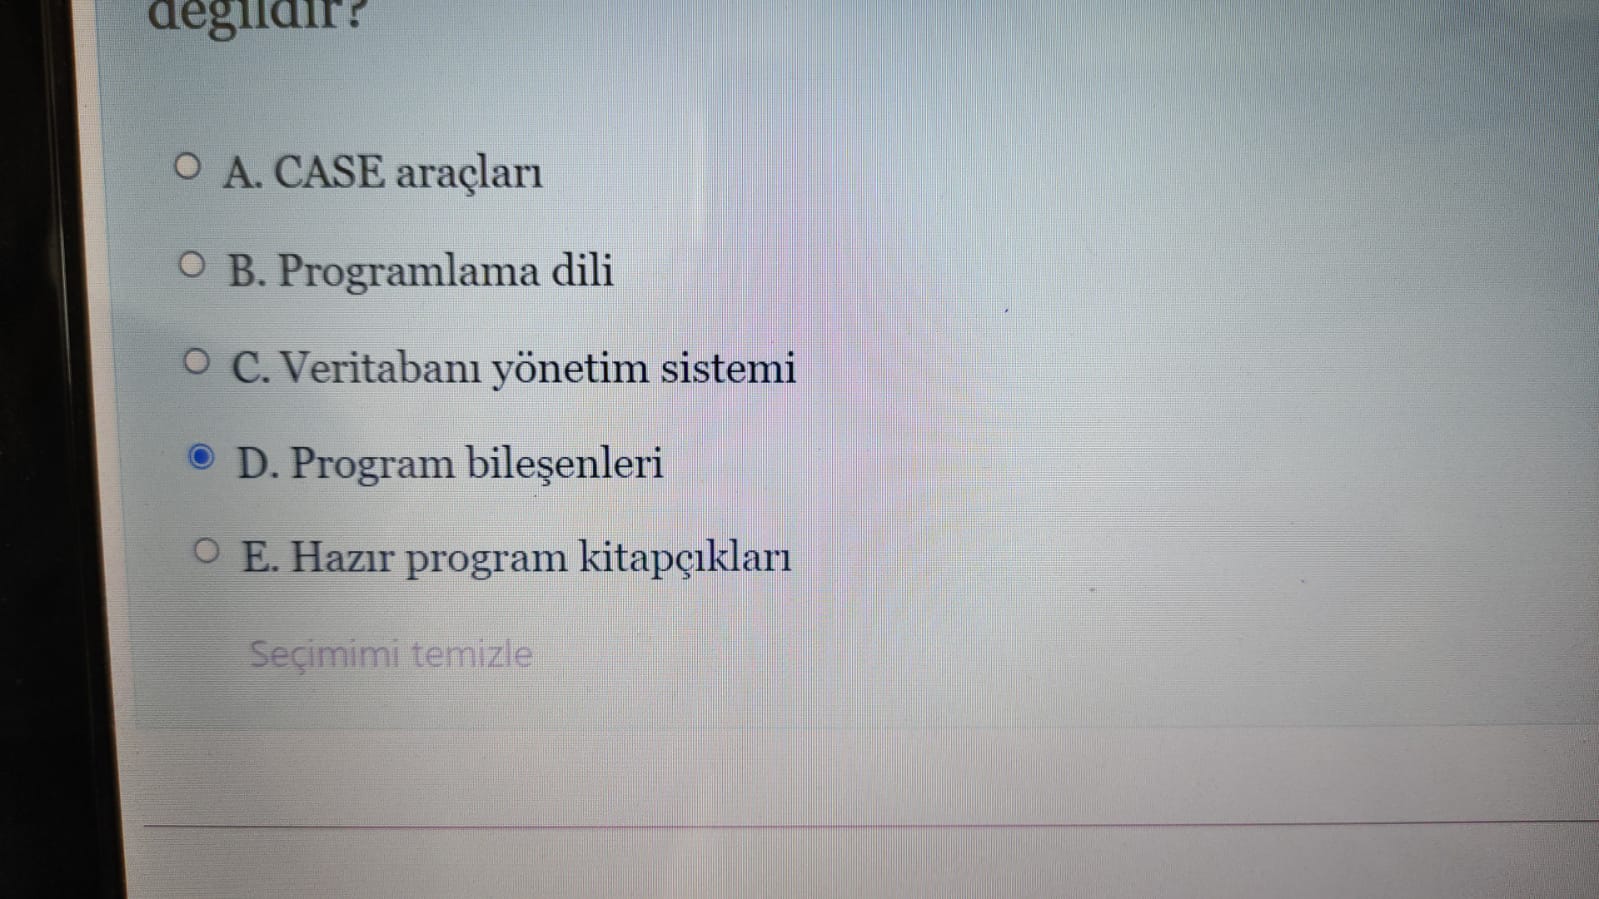 değildir?
A. CASE araçları
B. Programlama dili
C. Veritabanı yönetim sistemi
D. Program bileşenleri
E. Hazır program kitapçıkları
Seçimimi temizle